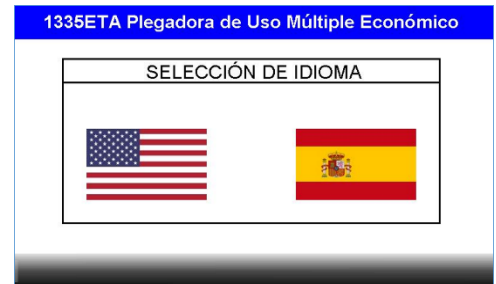 1335ETA Plegadora de Uso Múltiple Económico
SELECCIÓN DE IDIOMA